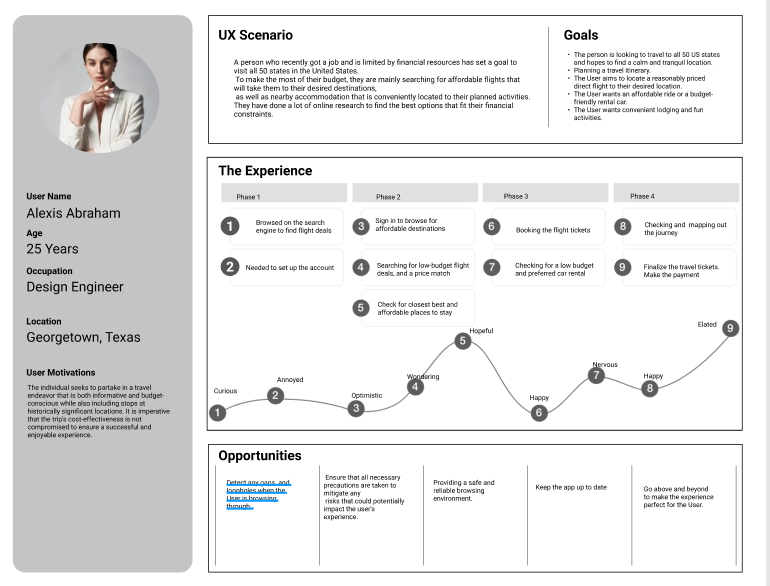 User Name
Alexis Abraham
Age
25 Years
Occupation
Design Engineer
Location
Georgetown, Texas
User Motivations
The individual seeks to partake in a travel
endeavor that is both informative and budget-
conscious while also including stops at
historically significant locations. It is imperative
that the trip's cost-effectiveness is not
compromised to ensure a successful and
enjoyable experience.
UX Scenario
A person who recently got a job and is limited by financial resources has set a goal to
visit all 50 states in the United States.
To make the most of their budget, they are mainly searching for affordable flights that
will take them to their desired destinations,
as well as nearby accommodation that is conveniently located to their planned activities.
They have done a lot of online research to find the best options that fit their financial
constraints.
Goals
• The person is looking to travel to all 50 US states
and hopes to find a calm and tranquil location.
• Planning a travel itinerary.
• The User aims to locate a reasonably priced
direct flight to their desired location.
• The User wants an affordable ride or a budget-
friendly rental car.
• The User wants convenient lodging and fun
activities.
The Experience
Phase 1
1
Browsed on the search
engine to find flight deals
2
Needed to set up the account
Phase 2
3
Sign in to browse for
affordable destinations
4
Searching for low-budget flight
deals, and a price match
5
Check for closest best and
affordable places to stay
Phase 3
6
Booking the flight tickets
7
Checking for a low budget
and preferred car rental
Phase 4
8
Checking and mapping out
the journey
9
Finalize the travel tickets.
Make the payment
Curious
1
Annoyed
2
Optimistic
3
Wondering
4
Hopeful
5
Happy
6
Nervous
7
Happy
8
Elated
9
Opportunities
Detect any gaps, and
loopholes when the
User is browsing
through.
Ensure that all necessary
precautions are taken to
mitigate any
risks that could potentially
impact the user's
experience.
Providing a safe and
reliable browsing
environment.
Keep the app up to date
Go above and beyond
to make the experience
perfect for the User.